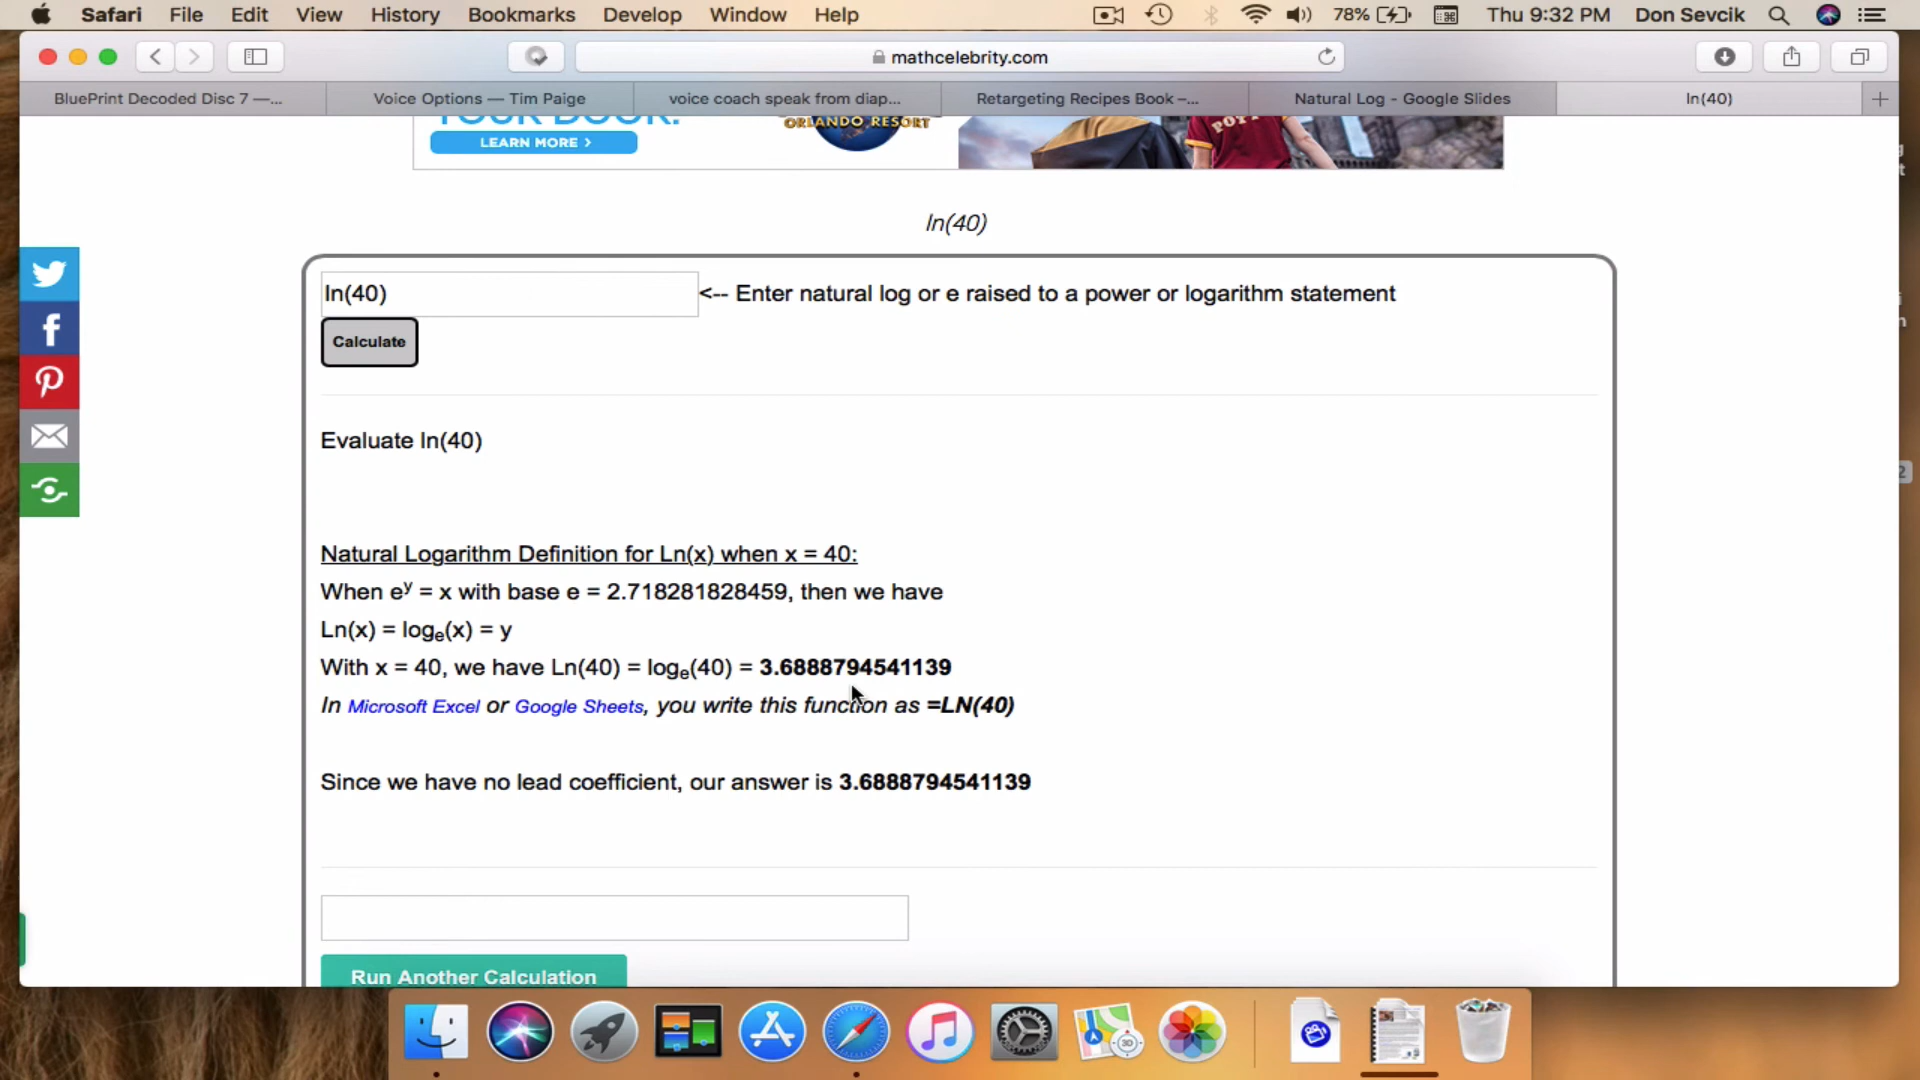 Safari File Edit View History Bookmarks Develop Window Help 78% Thu 9:32 PM Don Sevcik
mathcelebrity.com
BluePrint Decoded Disc 7 —... Voice Options — Tim Paige voice coach speak from diap... Retargeting Recipes Book –... Natural Log - Google Slides ln(40)
YOUR DOOR.
LEARN MORE >
ORLANDO RESORT
ln(40)
ln(40) <-- Enter natural log or e raised to a power or logarithm statement
Calculate
Evaluate ln(40)
Natural Logarithm Definition for Ln(x) when x = 40:
When eʸ = x with base e = 2.718281828459, then we have
Ln(x) = logₑ(x) = y
With x = 40, we have Ln(40) = logₑ(40) = 3.6888794541139
In Microsoft Excel or Google Sheets, you write this function as =LN(40)
Since we have no lead coefficient, our answer is 3.6888794541139
Run Another Calculation